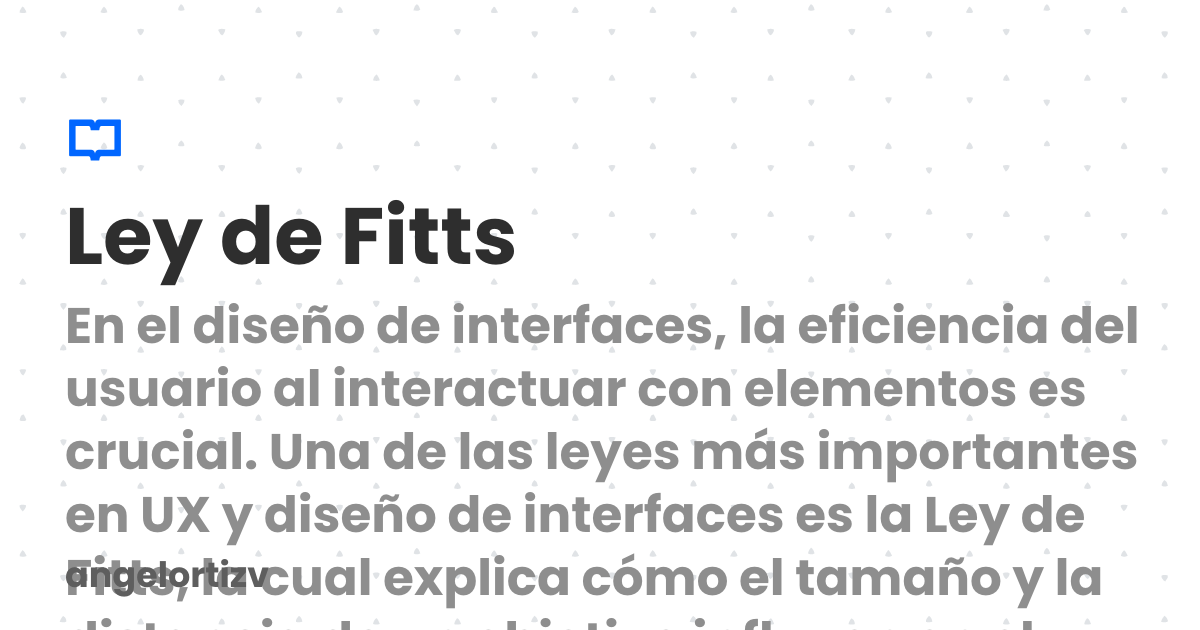 Ley de Fitts
En el diseño de interfaces, la eficiencia del
usuario al interactuar con elementos es
crucial. Una de las leyes más importantes
en UX y diseño de interfaces es la Ley de
Fitts, la cual explica cómo el tamaño y la
angelortizv